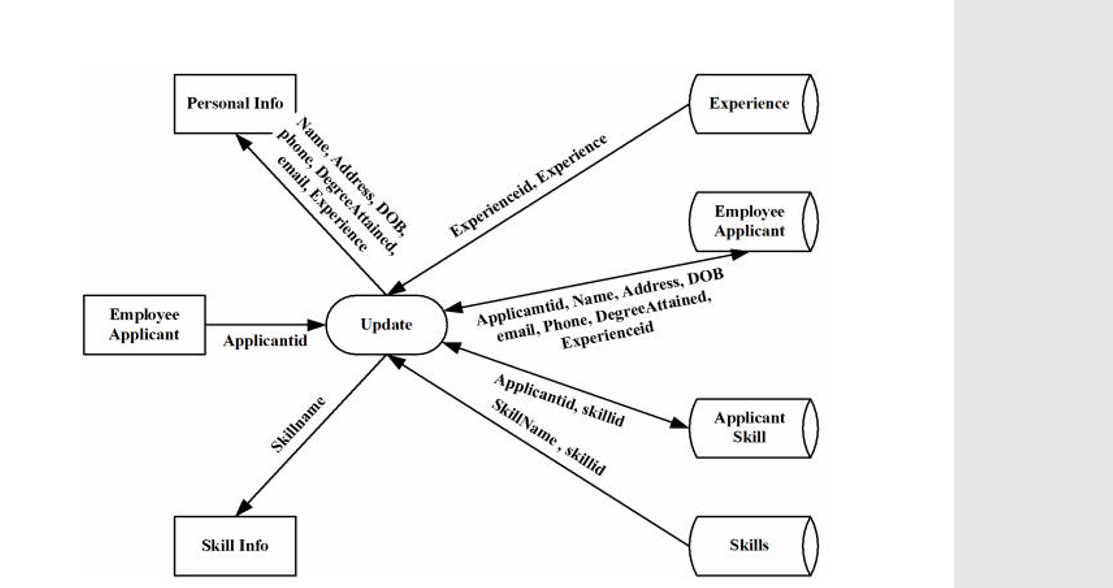 Personal Info
Name, Address, DOB,
phone, DegreeAttained,
email, Experience
Experience
Experienceid, Experience
Employee
Applicant
Applicamtid, Name, Address, DOB
email, Phone, DegreeAttained,
Experienceid
Employee
Applicant
Applicantid
Update
Applicantid, skillid
Applicant
Skill
SkillName , skillid
Skillname
Skill Info
Skills